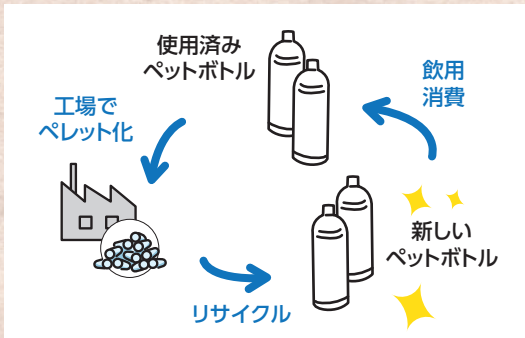 使用済み
ペットボトル
飲用
消費
工場で
ペレット化
新しい
ペットボトル
リサイクル